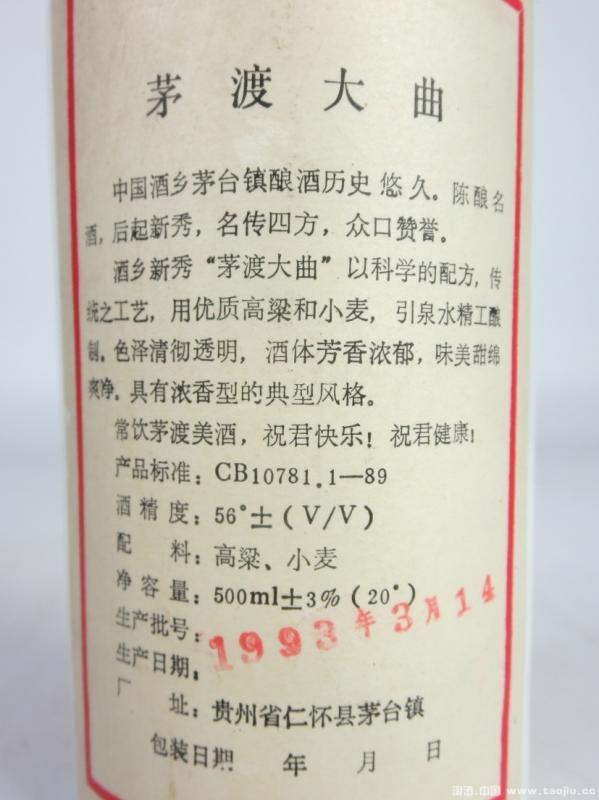 茅渡大曲
中国酒乡茅台镇酿酒历史悠久。陈酿名
酒，后起新秀，名传四方，众口赞誉。
酒乡新秀“茅渡大曲”以科学的配方，传
统之工艺，用优质高粱和小麦，引泉水精工酿
制，色泽清彻透明，酒体芳香浓郁，味美甜绵
爽净，具有浓香型的典型风格。
常饮茅渡美酒，祝君快乐！祝君健康！
产品标准：CB10781.1—89
酒精度：56°±(V/V)
配料：高粱、小麦
净容量：500ml±3%(20°)
生产批号：
生产日期：1993年3月14
厂址：贵州省仁怀县茅台镇
包装日期 年 月 日
国酒.中国 www.taojiu.cc